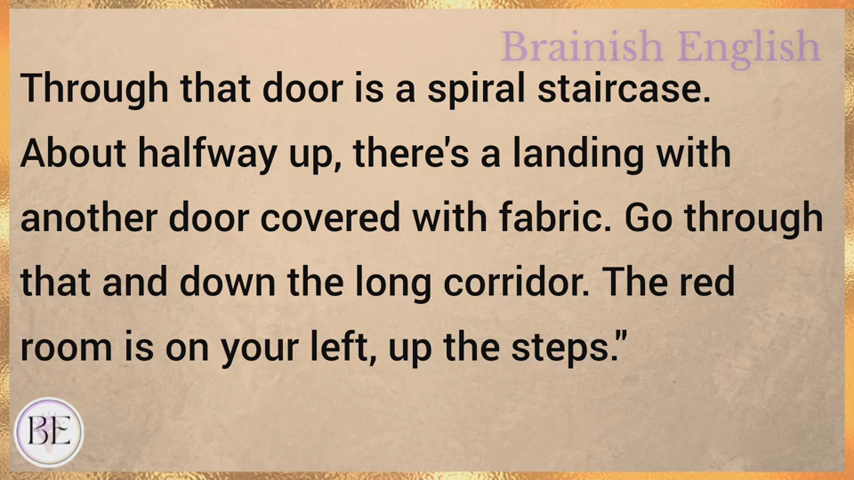 Brainish English
Through that door is a spiral staircase.
About halfway up, there's a landing with
another door covered with fabric. Go through
that and down the long corridor. The red
room is on your left, up the steps."
BE